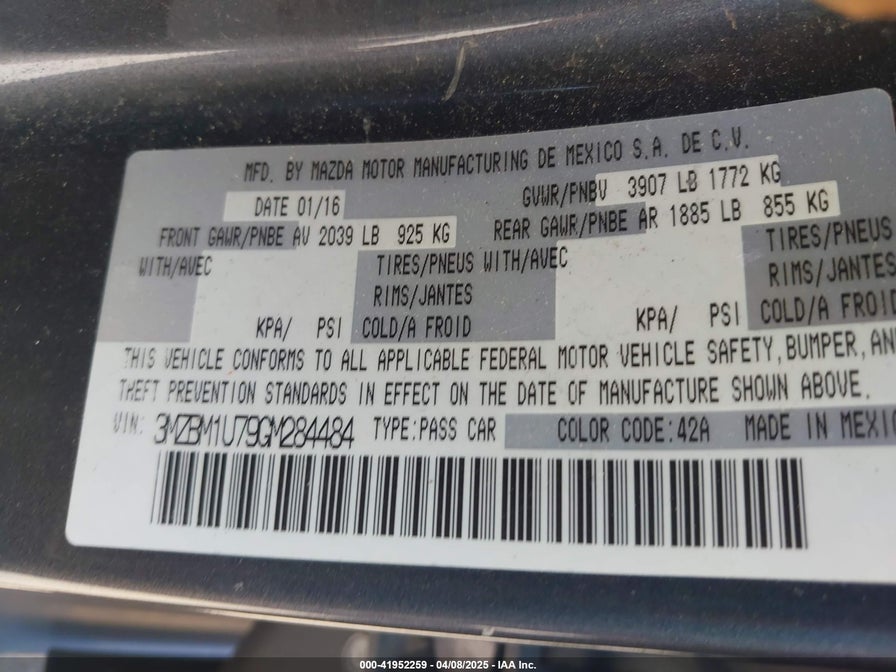 MFD. BY MAZDA MOTOR MANUFACTURING DE MEXICO S.A. DE C.V.
DATE 01/16 GVWR/PNBV 3907 LB 1772 KG
FRONT GAWR/PNBE AV 2039 LB 925 KG REAR GAWR/PNBE AR 1885 LB 855 KG
WITH/AVEC TIRES/PNEUS WITH/AVEC TIRES/PNEUS
RIMS/JANTES RIMS/JANTES
KPA/ PSI COLD/A FROID KPA/ PSI COLD/A FROID
THIS VEHICLE CONFORMS TO ALL APPLICABLE FEDERAL MOTOR VEHICLE SAFETY, BUMPER, AN
THEFT PREVENTION STANDARDS IN EFFECT ON THE DATE OF MANUFACTURE SHOWN ABOVE.
VIN: 3MZBM1U79GM284484 TYPE:PASS CAR COLOR CODE:42A MADE IN MEXIC
000-41952259 - 04/08/2025 - IAA Inc.